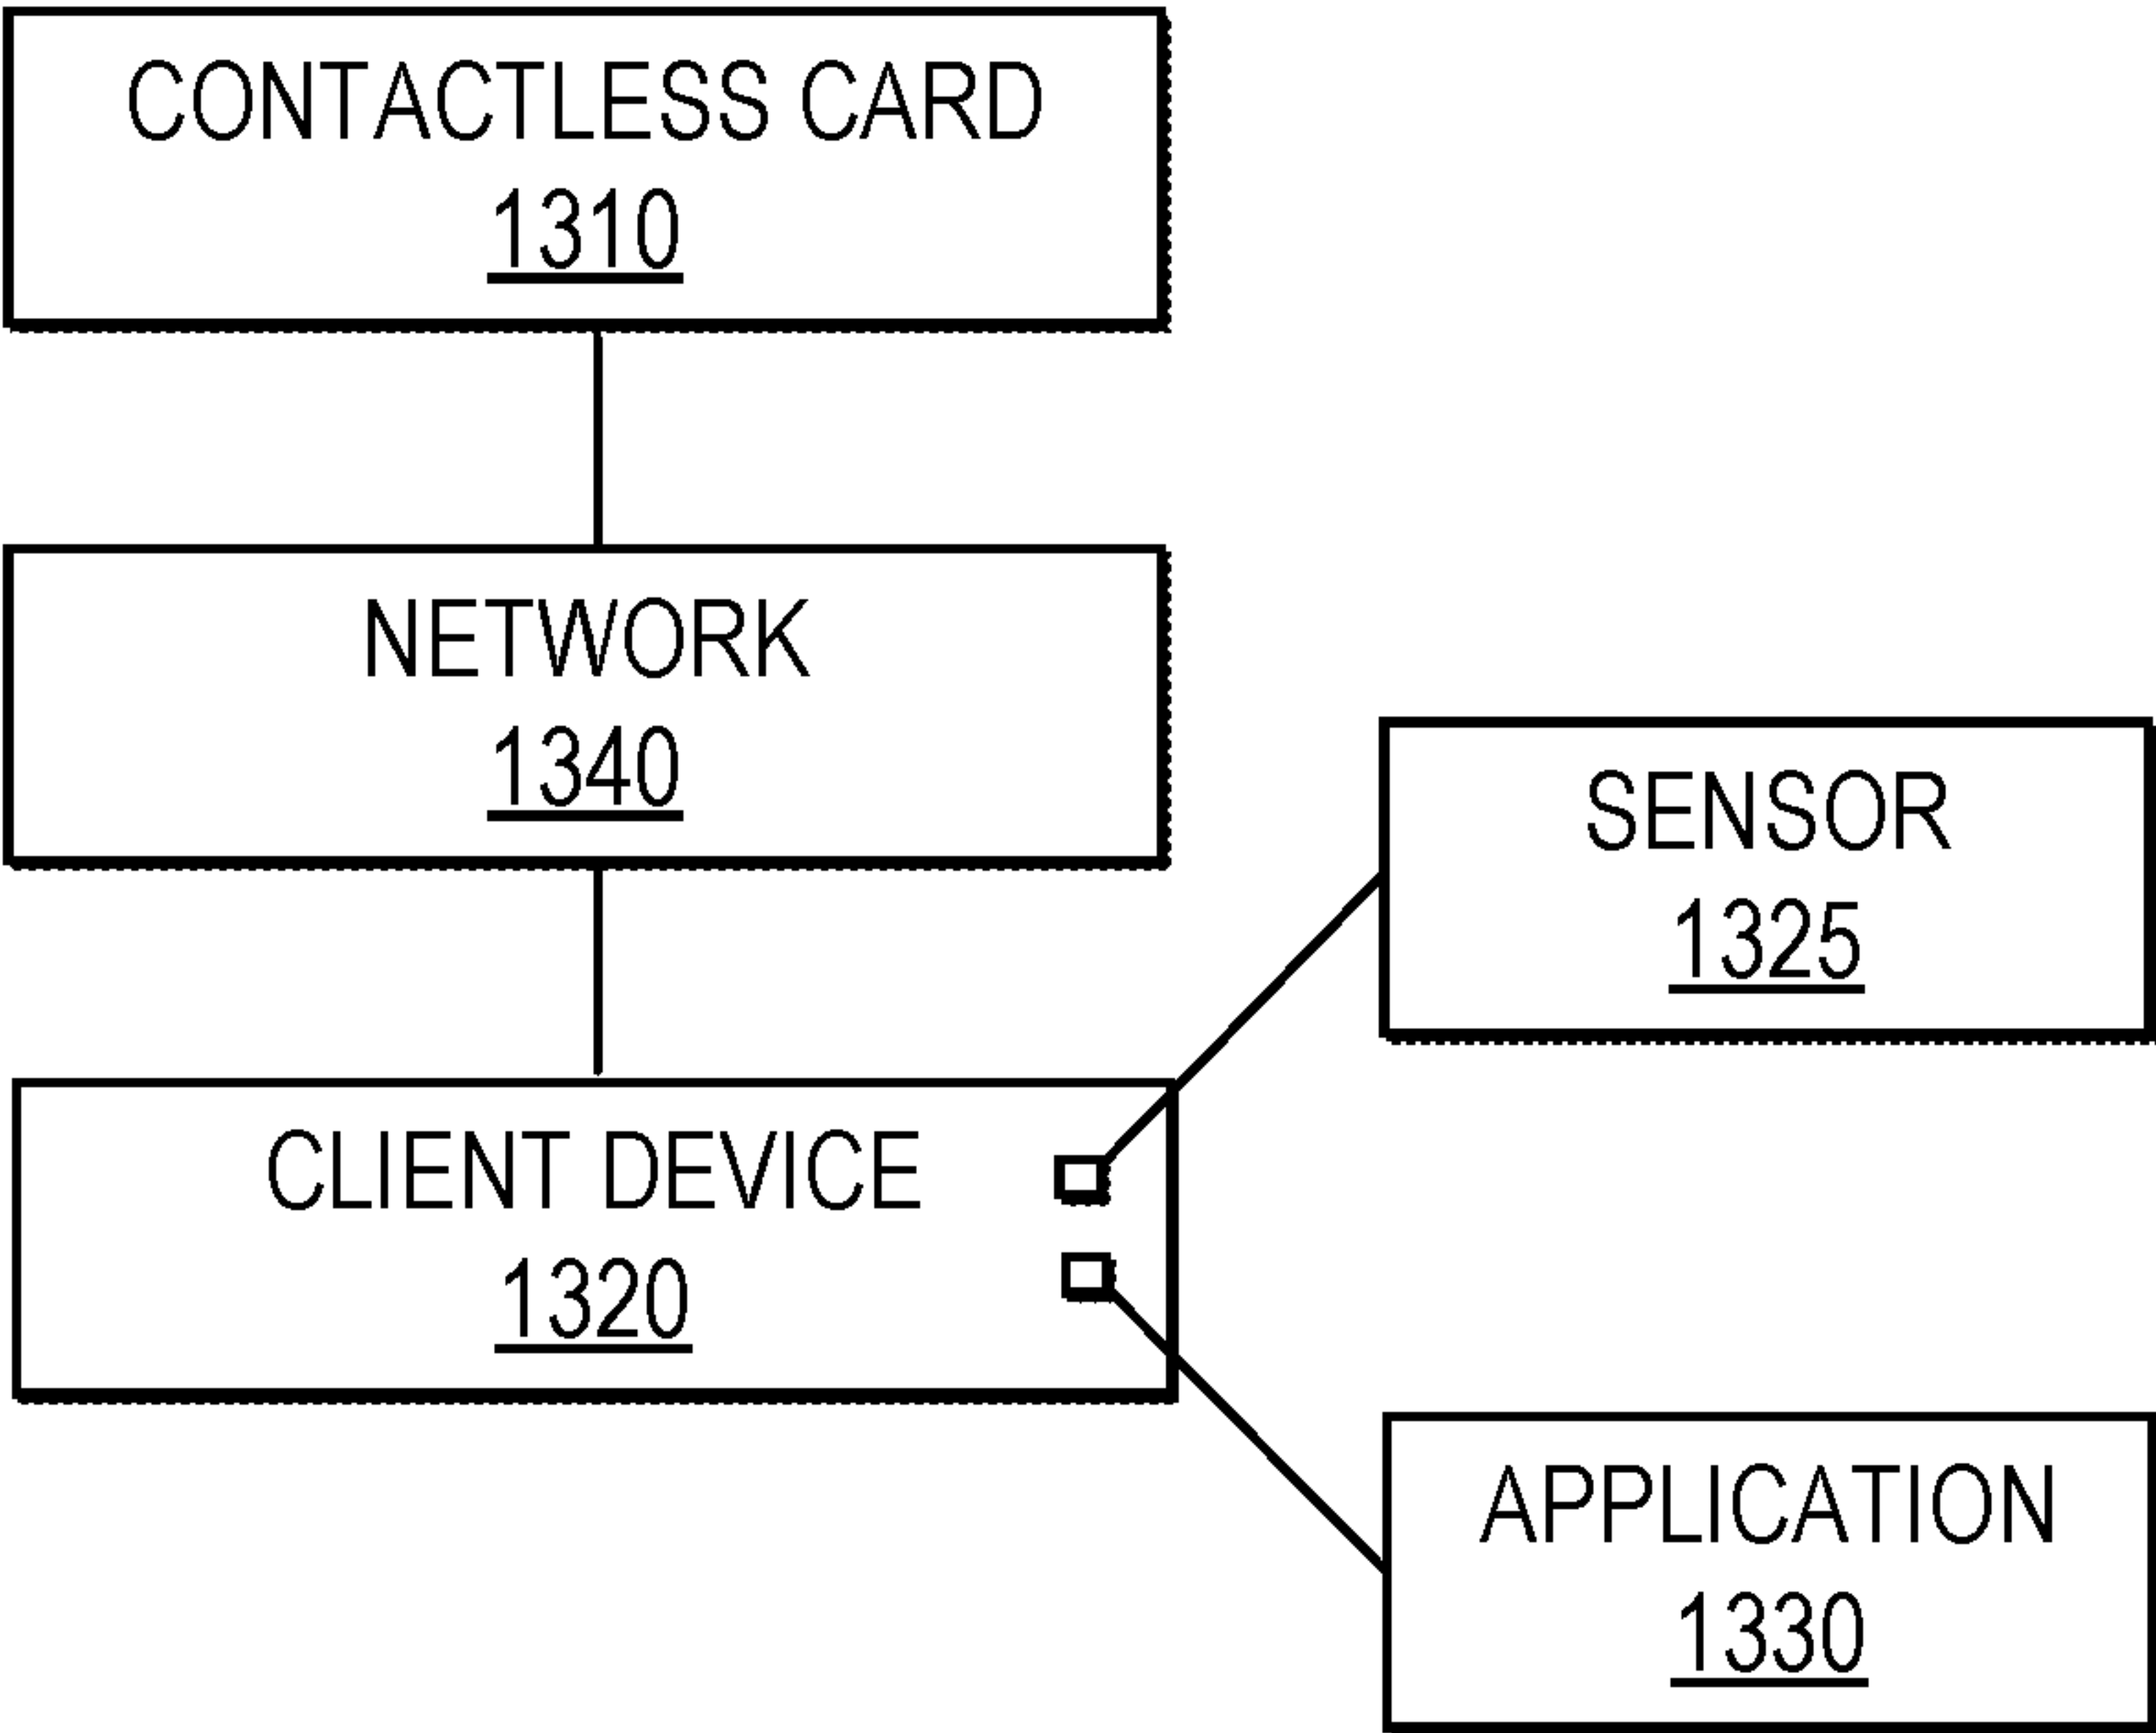 CONTACTLESS CARD
1310
NETWORK
1340
SENSOR
1325
CLIENT DEVICE
1320
APPLICATION
1330